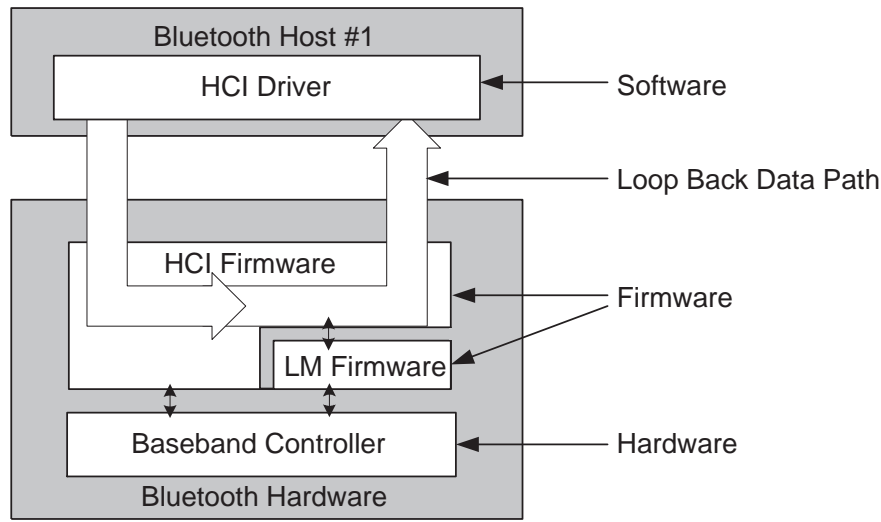 Bluetooth Host #1
HCI Driver
Software
Loop Back Data Path
HCI Firmware
Firmware
LM Firmware
Baseband Controller
Hardware
Bluetooth Hardware